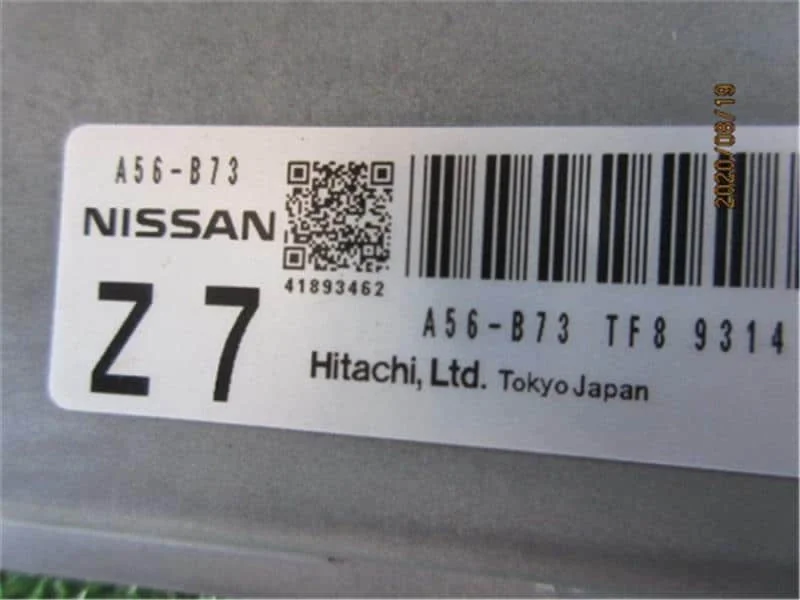 A56-B73
NISSAN
Z7
41893462
A56-B73 TF8 9314
Hitachi, Ltd. Tokyo Japan
2020/08/19